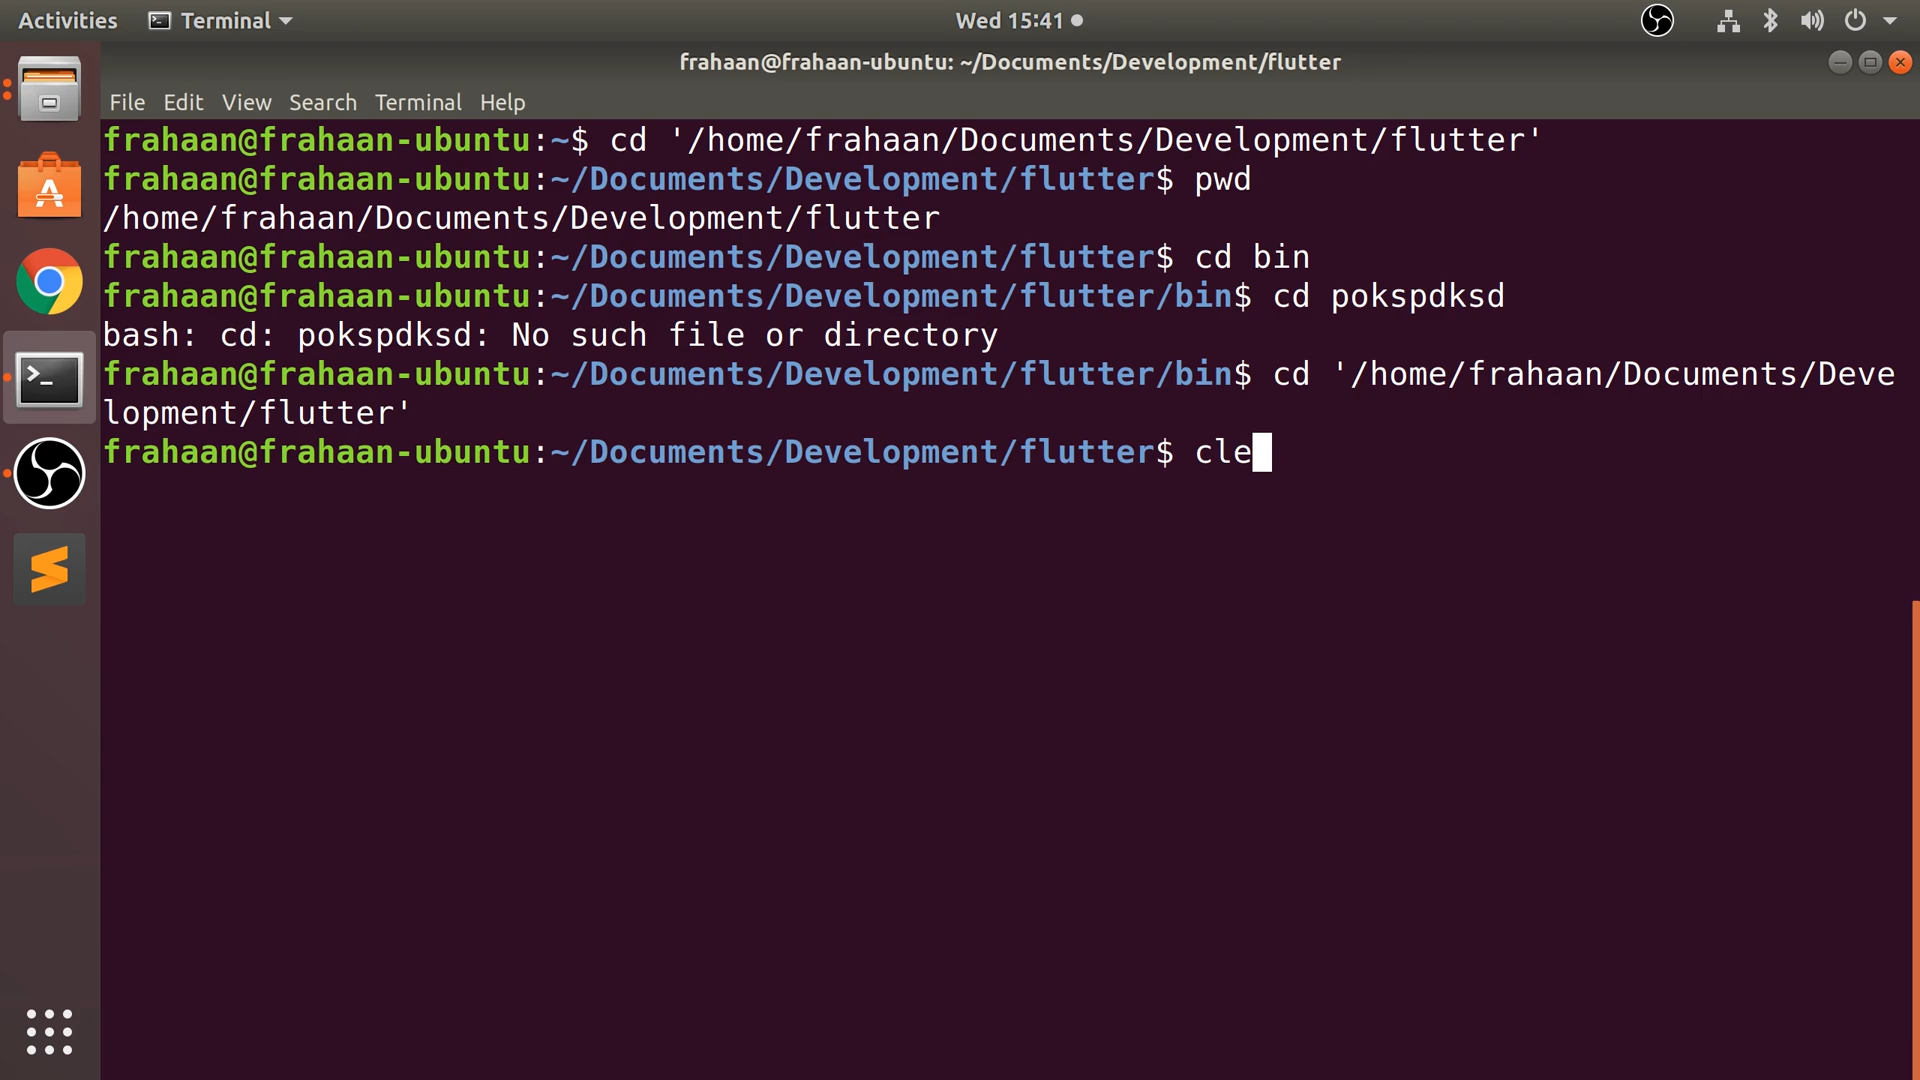 Activities Terminal Wed 15:41
frahaan@frahaan-ubuntu: ~/Documents/Development/flutter
File Edit View Search Terminal Help
frahaan@frahaan-ubuntu:~$ cd '/home/frahaan/Documents/Development/flutter'
frahaan@frahaan-ubuntu:~/Documents/Development/flutter$ pwd
/home/frahaan/Documents/Development/flutter
frahaan@frahaan-ubuntu:~/Documents/Development/flutter$ cd bin
frahaan@frahaan-ubuntu:~/Documents/Development/flutter/bin$ cd pokspdksd
bash: cd: pokspdksd: No such file or directory
frahaan@frahaan-ubuntu:~/Documents/Development/flutter/bin$ cd '/home/frahaan/Documents/Deve
lopment/flutter'
frahaan@frahaan-ubuntu:~/Documents/Development/flutter$ cle